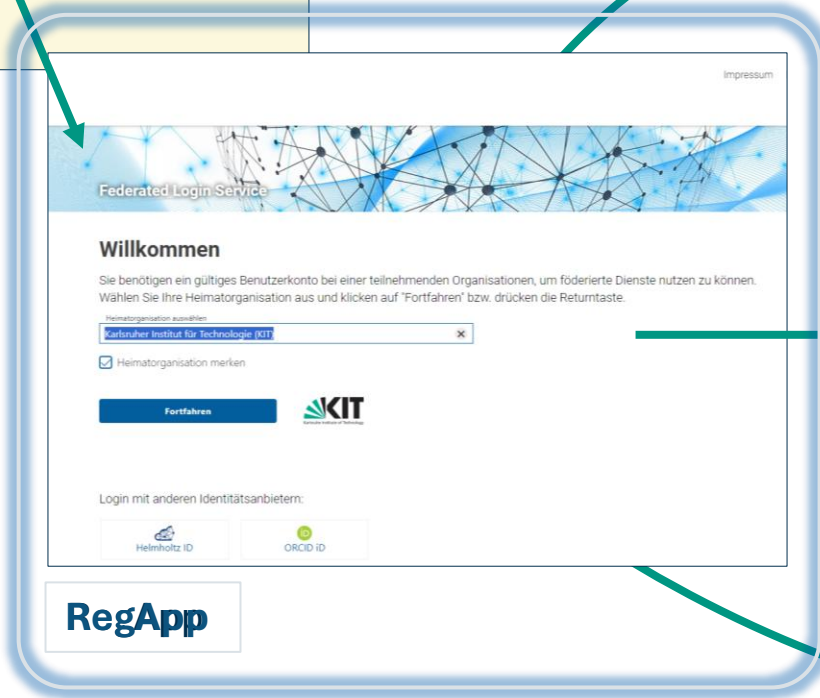 Impressum
Federated Login Service
Willkommen
Sie benötigen ein gültiges Benutzerkonto bei einer teilnehmenden Organisationen, um föderierte Dienste nutzen zu können.
Wählen Sie Ihre Heimatorganisation aus und klicken auf "Fortfahren" bzw. drücken die Returntaste.
Heimatorganisation auswählen
Karlsruher Institut für Technologie (KIT)
Heimatorganisation merken
Fortfahren
KIT
Karlsruhe Institute of Technology
Login mit anderen Identitätsanbietern:
Helmholtz ID
iD
ORCID iD
RegApp